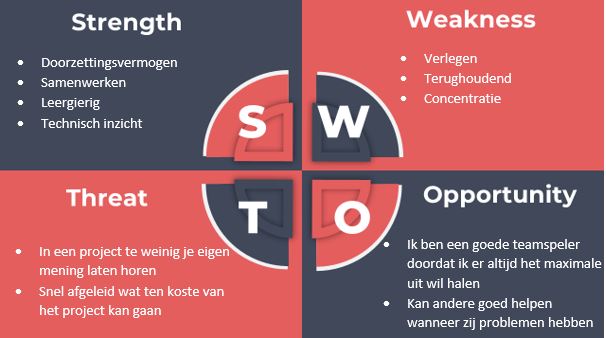 Strength
• Doorzettingsvermogen
• Samenwerken
• Leergierig
• Technisch inzicht
Weakness
• Verlegen
• Terughoudend
• Concentratie
S
W
T
O
Threat
• In een project te weinig je eigen
mening laten horen
• Snel afgeleid wat ten koste van
het project kan gaan
Opportunity
• Ik ben een goede teamspeler
doordat ik er altijd het maximale
uit wil halen
• Kan andere goed helpen
wanneer zij problemen hebben